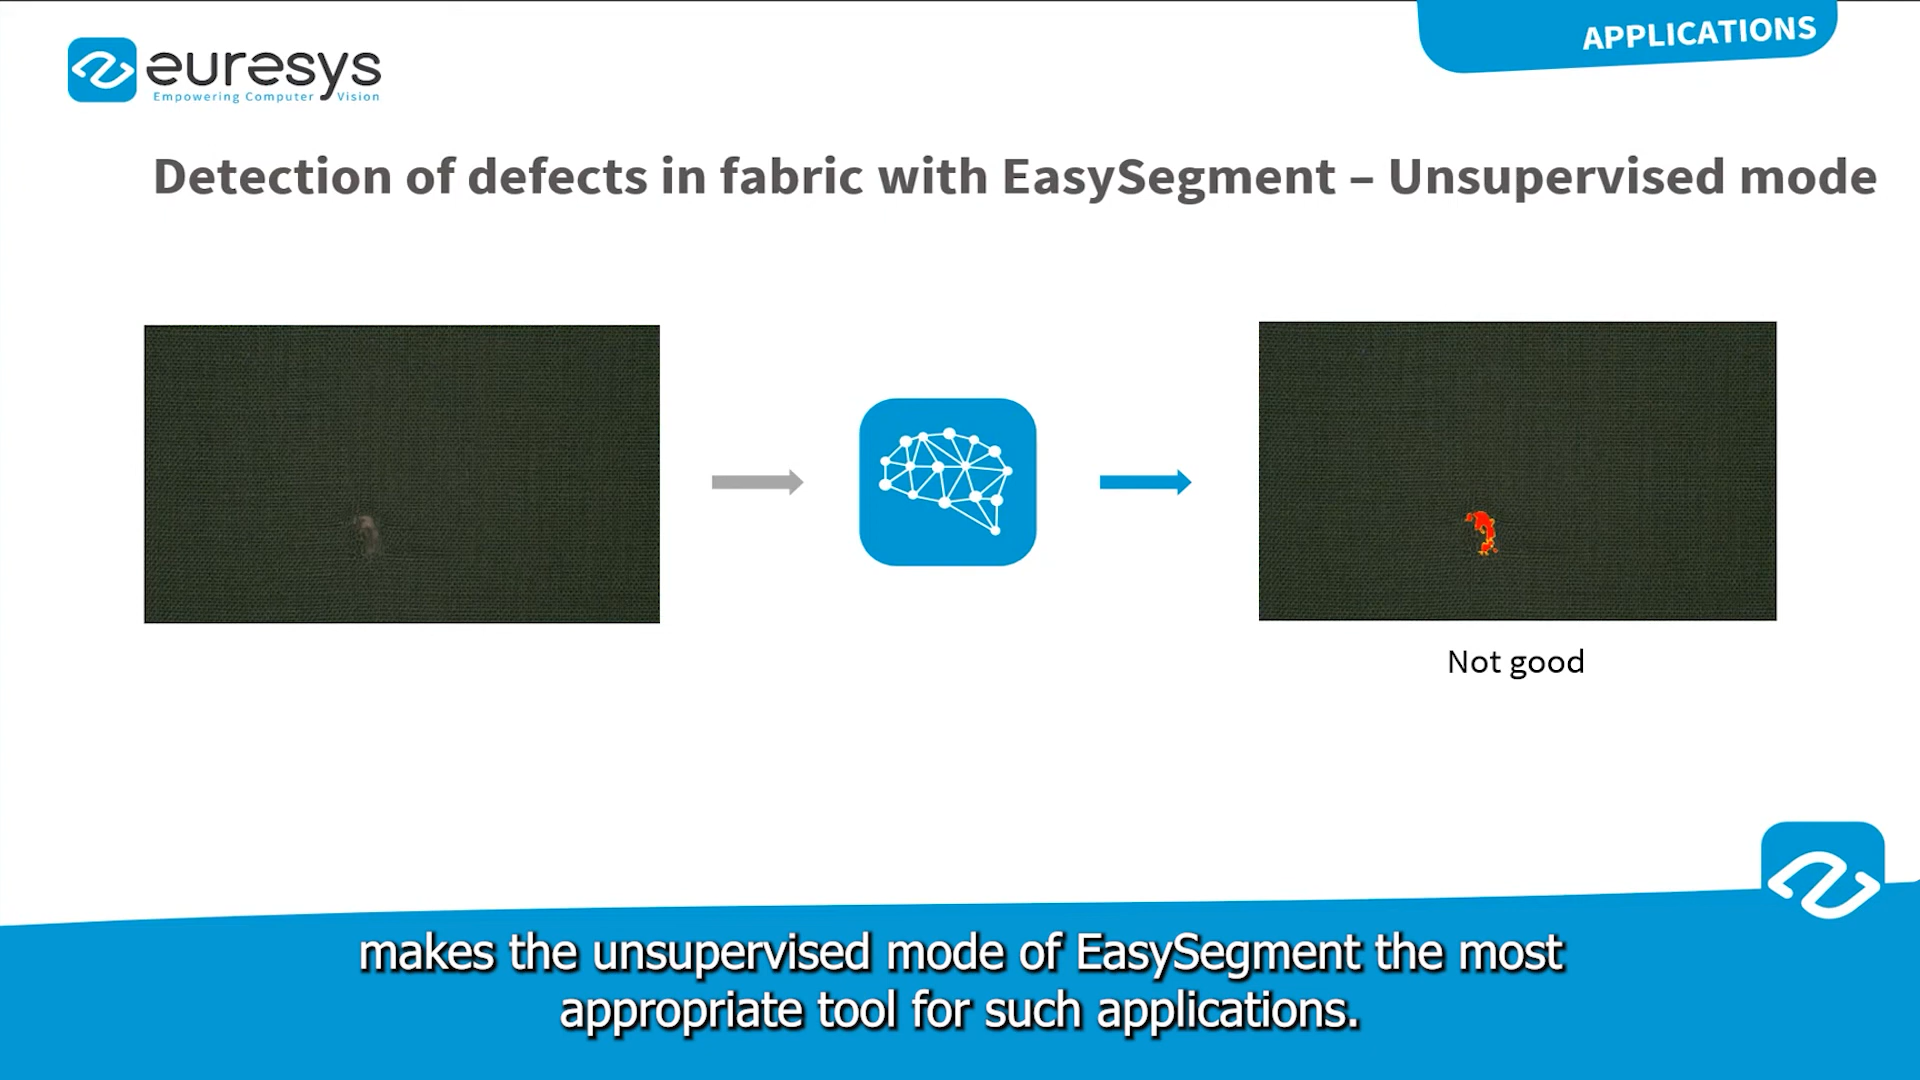 APPLICATIONS
euresys
Empowering Computer Vision
Detection of defects in fabric with EasySegment – Unsupervised mode
Not good
makes the unsupervised mode of EasySegment the most
appropriate tool for such applications.